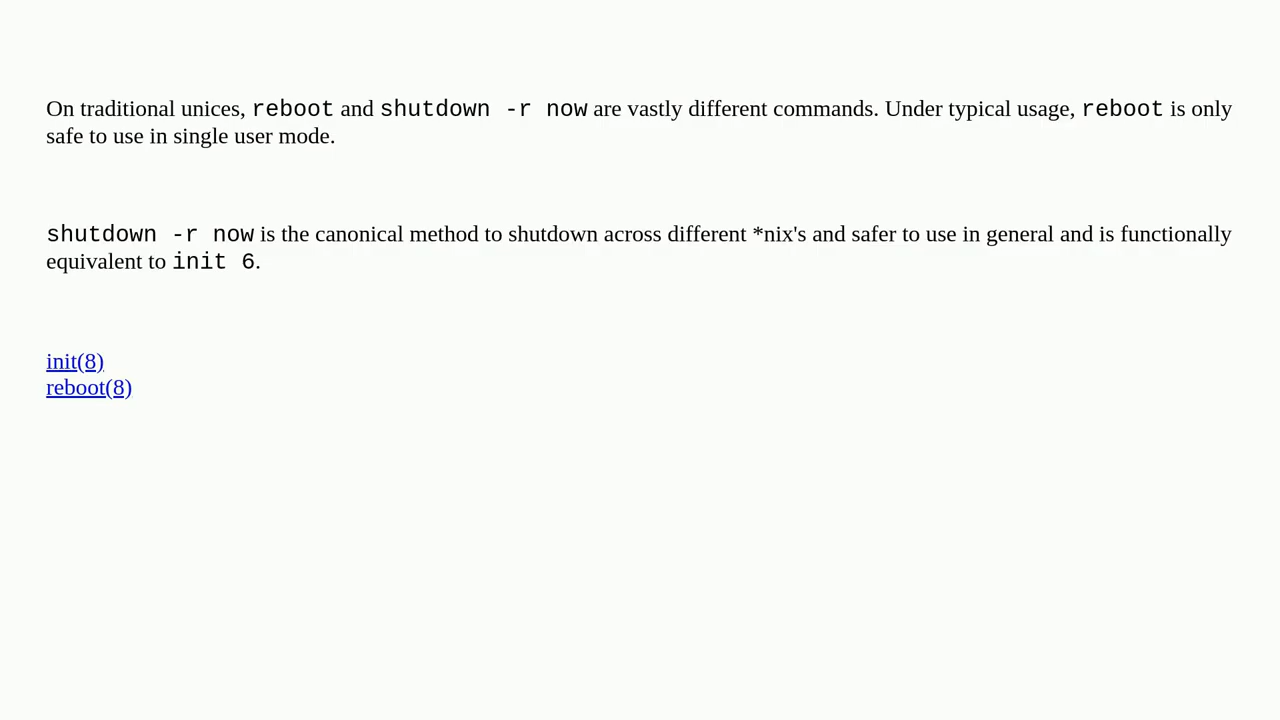 On traditional unices, reboot and shutdown -r now are vastly different commands. Under typical usage, reboot is only
safe to use in single user mode.
shutdown -r now is the canonical method to shutdown across different *nix's and safer to use in general and is functionally
equivalent to init 6.
init(8)
reboot(8)